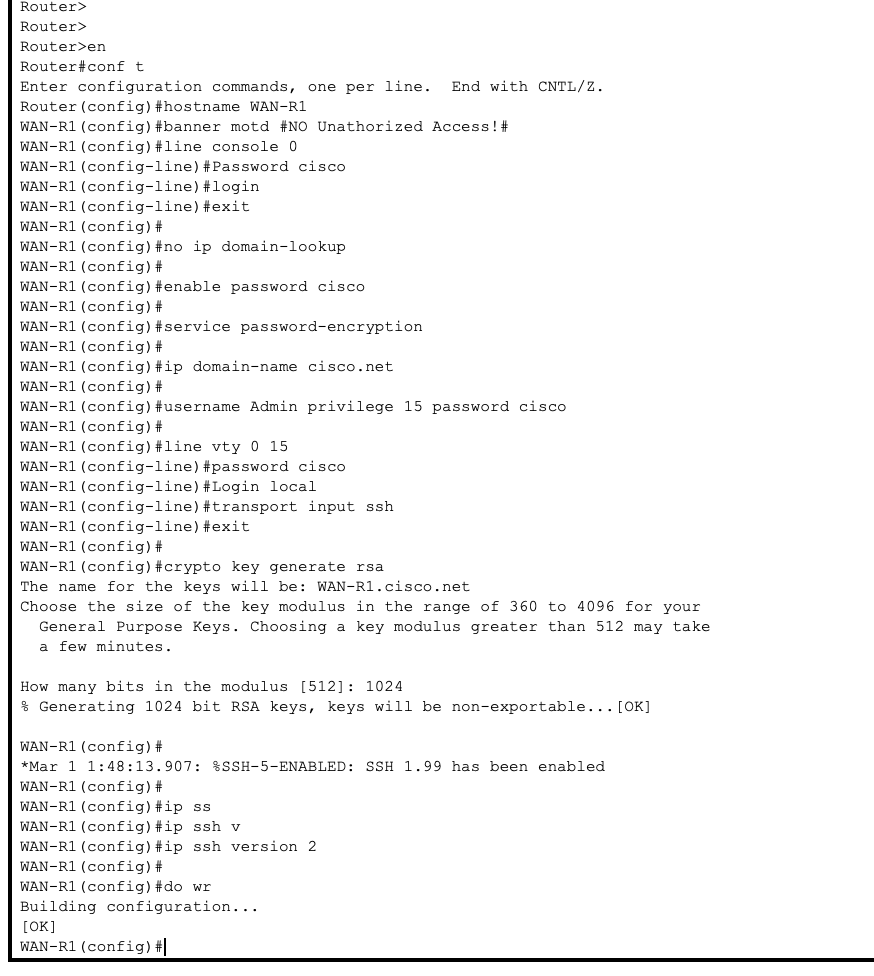 Router>
Router>
Router>en
Router#conf t
Enter configuration commands, one per line.  End with CNTL/Z.
Router(config)#hostname WAN-R1
WAN-R1(config)#banner motd #NO Unathorized Access!#
WAN-R1(config)#line console 0
WAN-R1(config-line)#Password cisco
WAN-R1(config-line)#login
WAN-R1(config-line)#exit
WAN-R1(config)#
WAN-R1(config)#no ip domain-lookup
WAN-R1(config)#
WAN-R1(config)#enable password cisco
WAN-R1(config)#
WAN-R1(config)#service password-encryption
WAN-R1(config)#
WAN-R1(config)#ip domain-name cisco.net
WAN-R1(config)#
WAN-R1(config)#username Admin privilege 15 password cisco
WAN-R1(config)#
WAN-R1(config)#line vty 0 15
WAN-R1(config-line)#password cisco
WAN-R1(config-line)#Login local
WAN-R1(config-line)#transport input ssh
WAN-R1(config-line)#exit
WAN-R1(config)#
WAN-R1(config)#crypto key generate rsa
The name for the keys will be: WAN-R1.cisco.net
Choose the size of the key modulus in the range of 360 to 4096 for your
  General Purpose Keys. Choosing a key modulus greater than 512 may take
  a few minutes.

How many bits in the modulus [512]: 1024
% Generating 1024 bit RSA keys, keys will be non-exportable...[OK]

WAN-R1(config)#
*Mar 1 1:48:13.907: %SSH-5-ENABLED: SSH 1.99 has been enabled
WAN-R1(config)#
WAN-R1(config)#ip ss
WAN-R1(config)#ip ssh v
WAN-R1(config)#ip ssh version 2
WAN-R1(config)#
WAN-R1(config)#do wr
Building configuration...
[OK]
WAN-R1(config)#